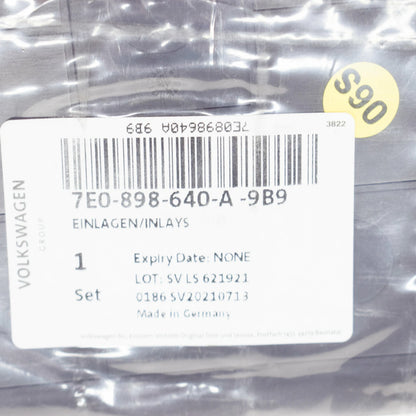 S90
3822
7E0898640A 9B9
7E0-898-640-A -9B9
EINLAGEN/INLAYS
VOLKSWAGEN
GROUP
1 Expiry Date: NONE
LOT: SV LS 621921
Set 0186 SV20210713
Made in Germany